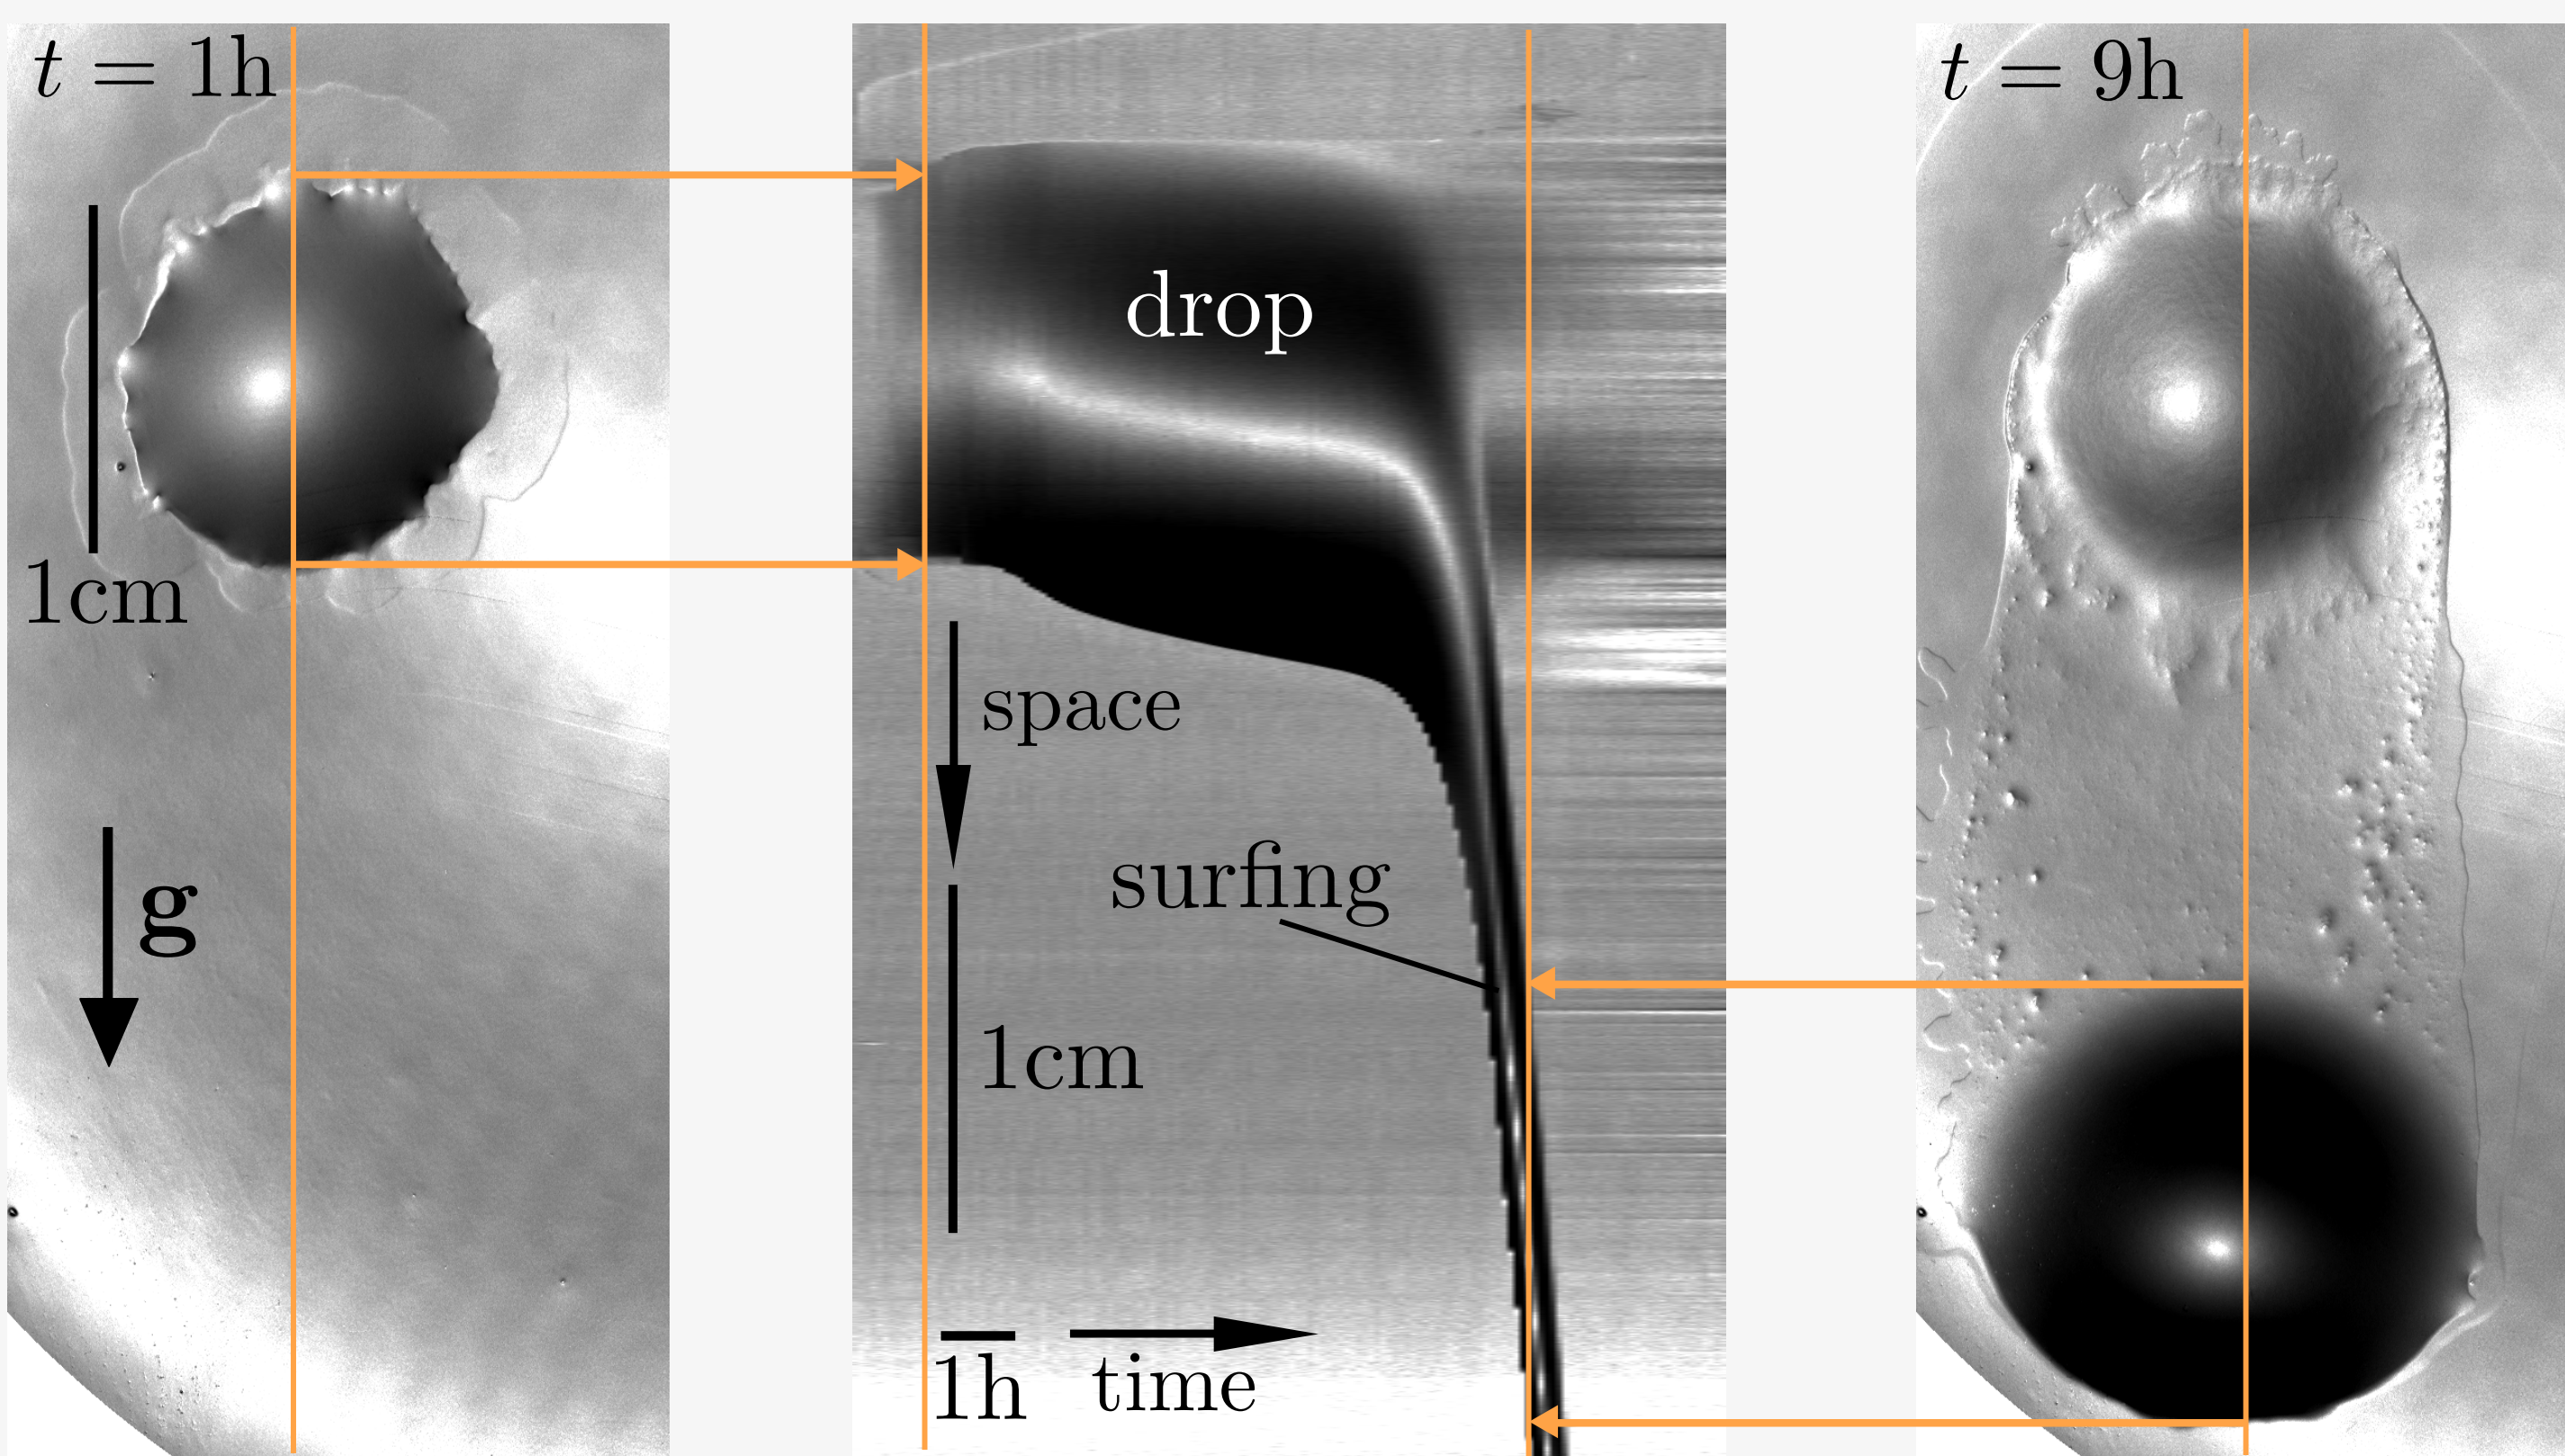 t = 1h
1cm
g
drop
space
surfing
1cm
1h
time
t = 9h